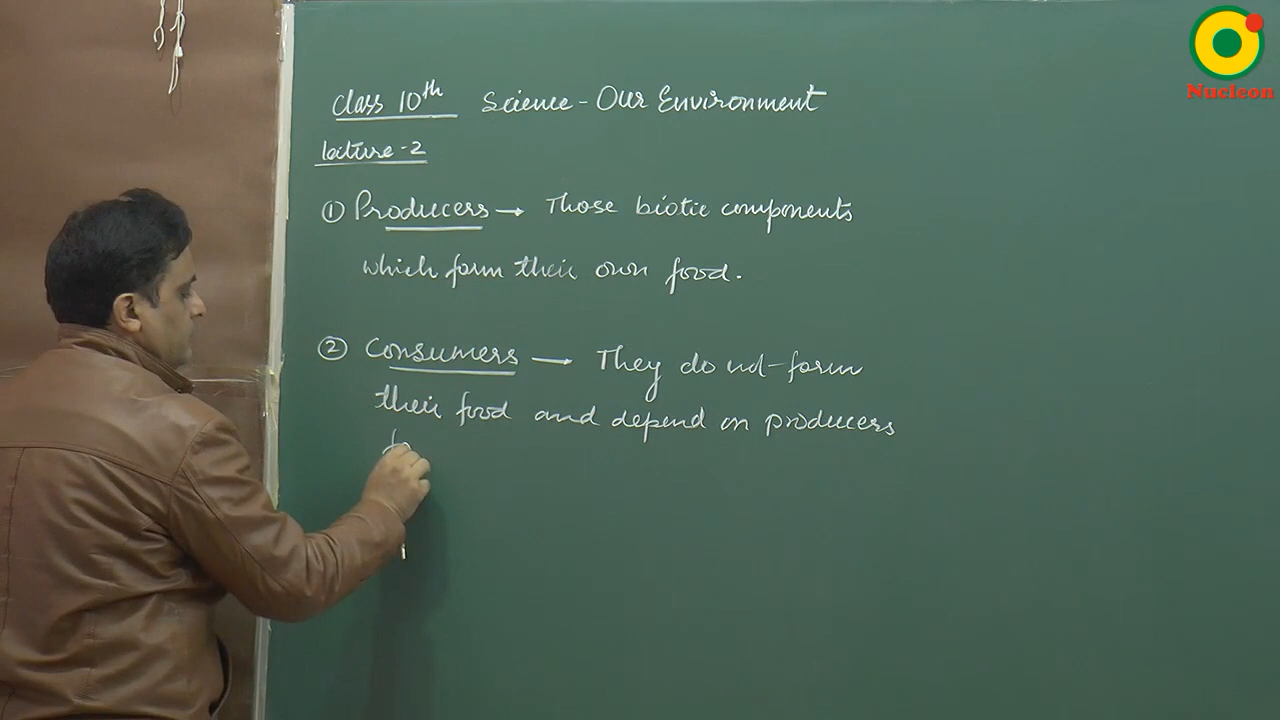 Class 10th Science - Our Environment
Lecture-2
① Producers → Those biotic components
which form their own food.
② Consumers → They do not form
their food and depend on producers
Nucleon